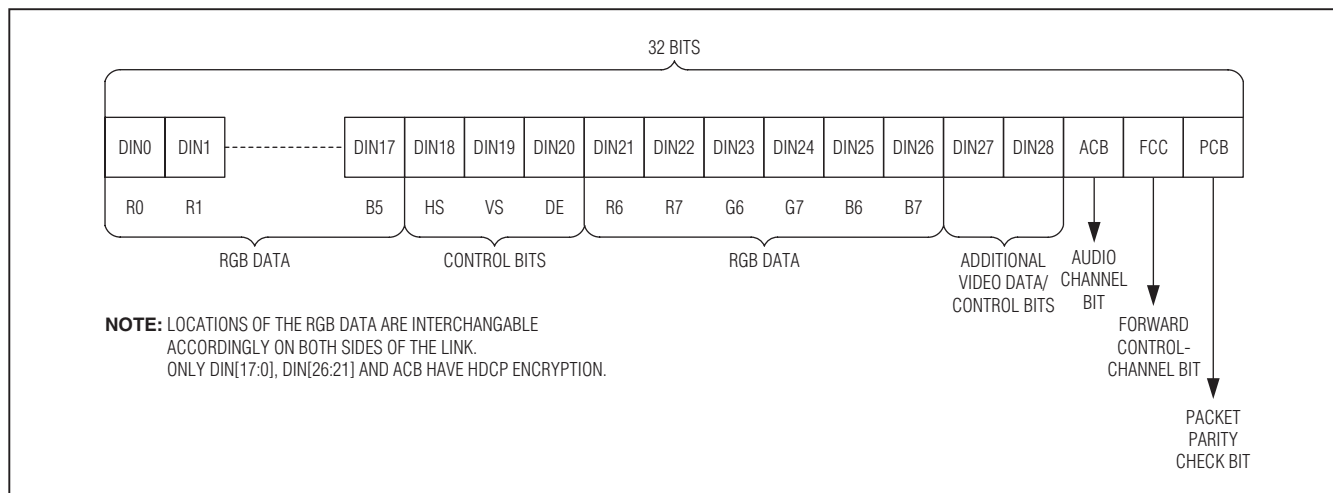 32 BITS
DIN0 DIN1 DIN17 DIN18 DIN19 DIN20 DIN21 DIN22 DIN23 DIN24 DIN25 DIN26 DIN27 DIN28 ACB FCC PCB
R0 R1 B5 HS VS DE R6 R7 G6 G7 B6 B7
RGB DATA CONTROL BITS RGB DATA
ADDITIONAL
VIDEO DATA/
CONTROL BITS
AUDIO
CHANNEL
BIT
FORWARD
CONTROL-
CHANNEL BIT
PACKET
PARITY
CHECK BIT
NOTE: LOCATIONS OF THE RGB DATA ARE INTERCHANGABLE
ACCORDINGLY ON BOTH SIDES OF THE LINK.
ONLY DIN[17:0], DIN[26:21] AND ACB HAVE HDCP ENCRYPTION.